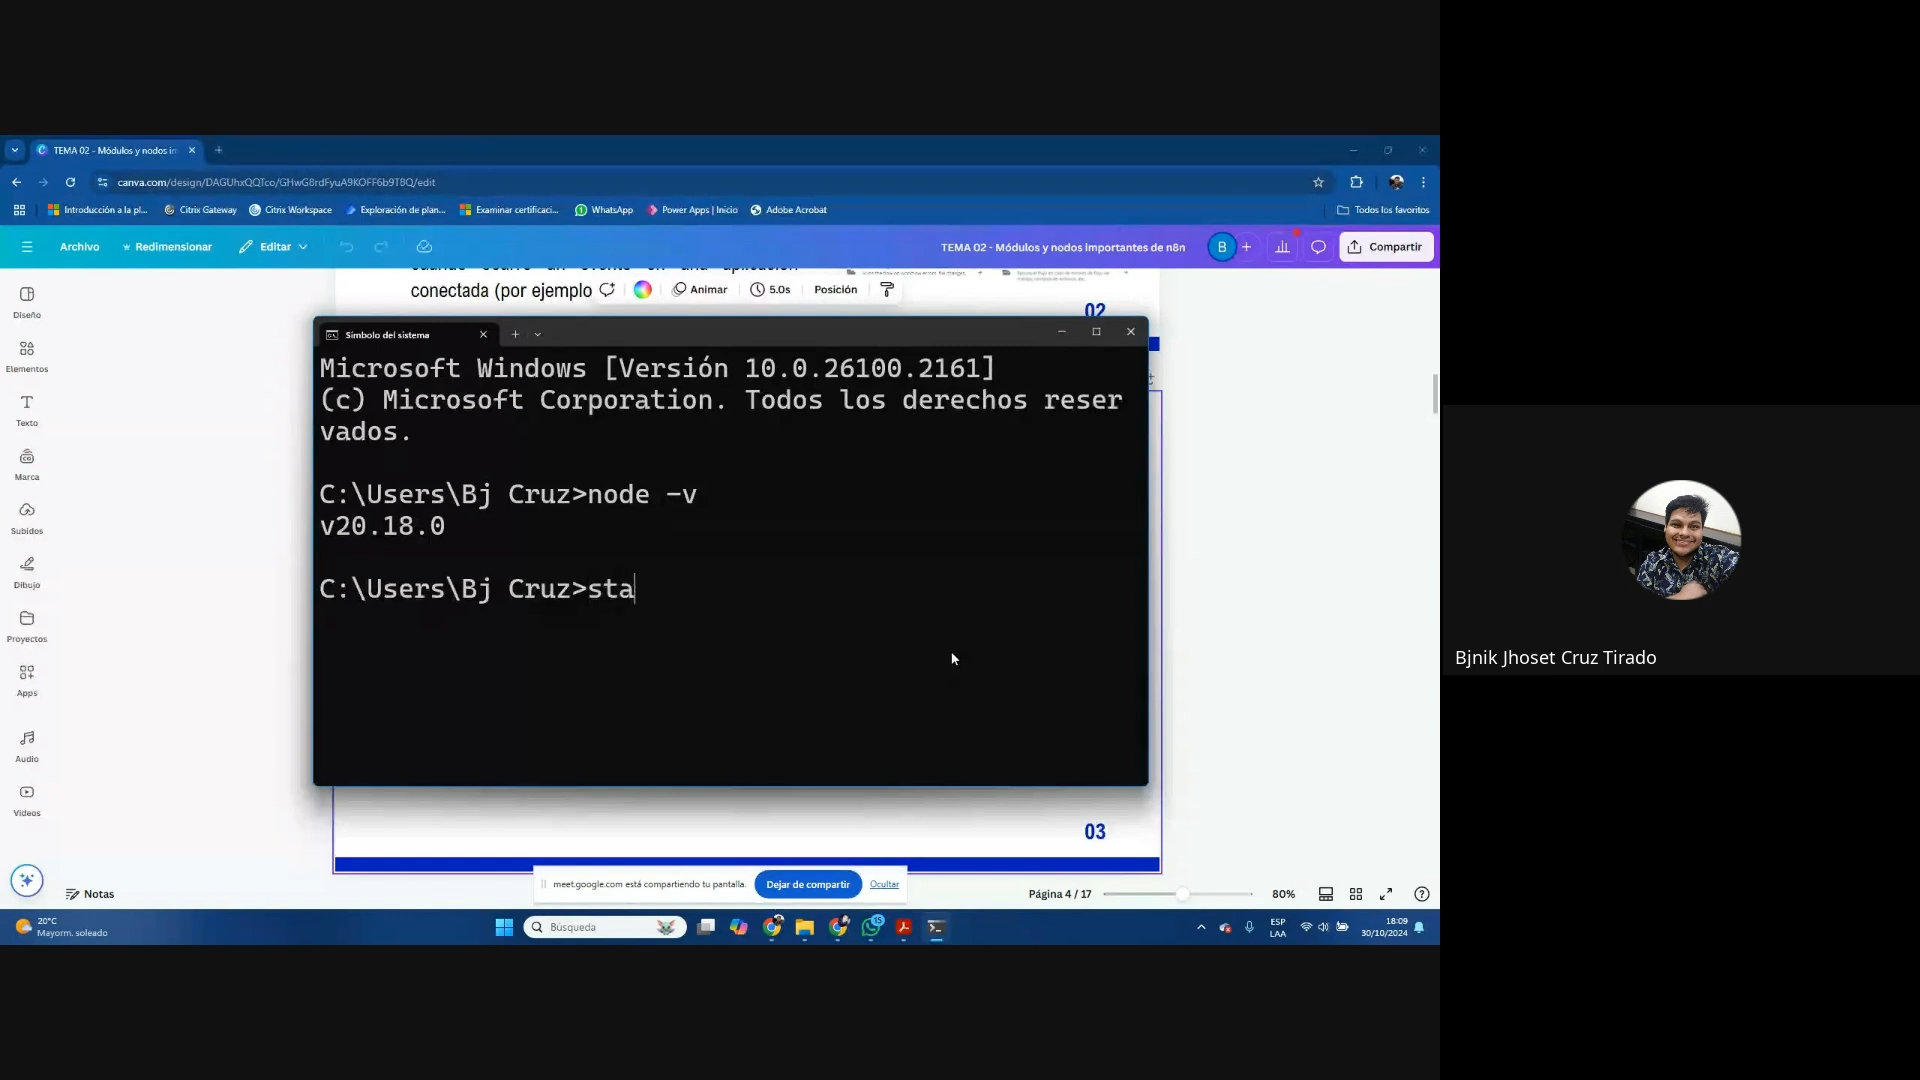 TEMA 02 - Módulos y nodos im
canva.com/design/DAGUhxQQTco/GHwG8rdFyuA9KOFF6b9T8Q/edit
Introducción a la pl...
Citrix Gateway
Citrix Workspace
Exploración de plan...
Examinar certificaci...
WhatsApp
Power Apps | Inicio
Adobe Acrobat
Todos los favoritos
Archivo
Redimensionar
Editar
TEMA 02 - Módulos y nodos importantes de n8n
B
Compartir
conectada (por ejemplo
Animar
5.0s
Posición
02
Diseño
Elementos
Texto
Marca
Subidos
Dibujo
Proyectos
Apps
Audio
Videos
Símbolo del sistema
Microsoft Windows [Versión 10.0.26100.2161]
(c) Microsoft Corporation. Todos los derechos reser
vados.
C:\Users\Bj Cruz>node -v
v20.18.0
C:\Users\Bj Cruz>sta
Bjnik Jhoset Cruz Tirado
03
meet.google.com está compartiendo tu pantalla.
Dejar de compartir
Ocultar
Notas
Página 4 / 17
80%
20°C
Mayorm. soleado
Búsqueda
15
ESP
LAA
18:09
30/10/2024